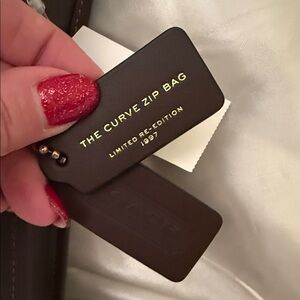 THE CURVE ZIP BAG
LIMITED RE-EDITION
1997